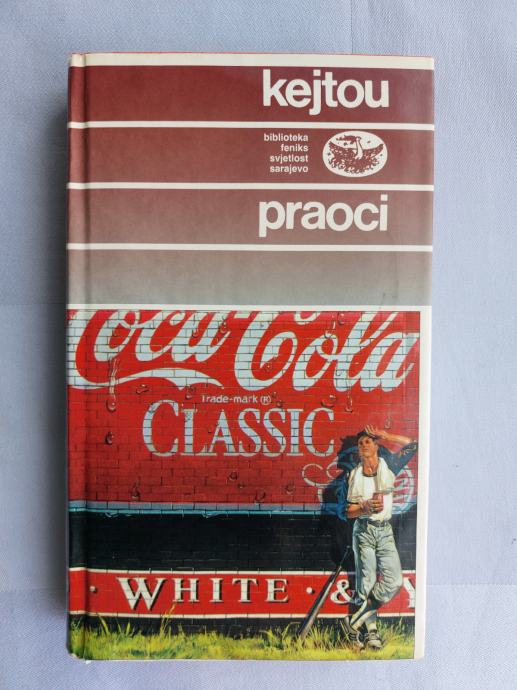 kejtou
biblioteka
feniks
svjetlost
sarajevo
praoci
Coca-Cola
Trade-mark ®
CLASSIC
· WHITE · & Y